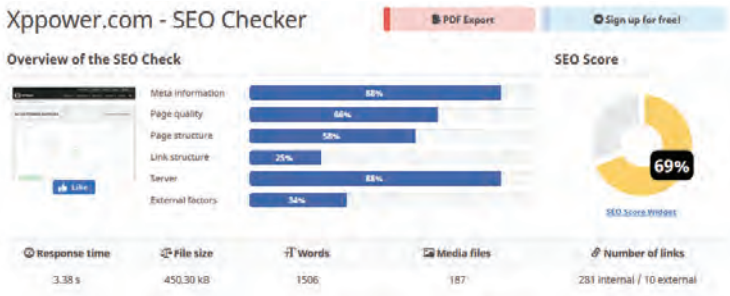 Xppower.com - SEO Checker
PDF Export
Sign up for free!
Overview of the SEO Check
SEO Score
Meta information 88%
Page quality 66%
Page structure 58%
Link structure 25%
Server 88%
External factors 34%
Like
69%
SEO Score Widget
Response time File size Words Media files Number of links
3.38 s 450.30 kB 1506 187 281 internal / 10 external